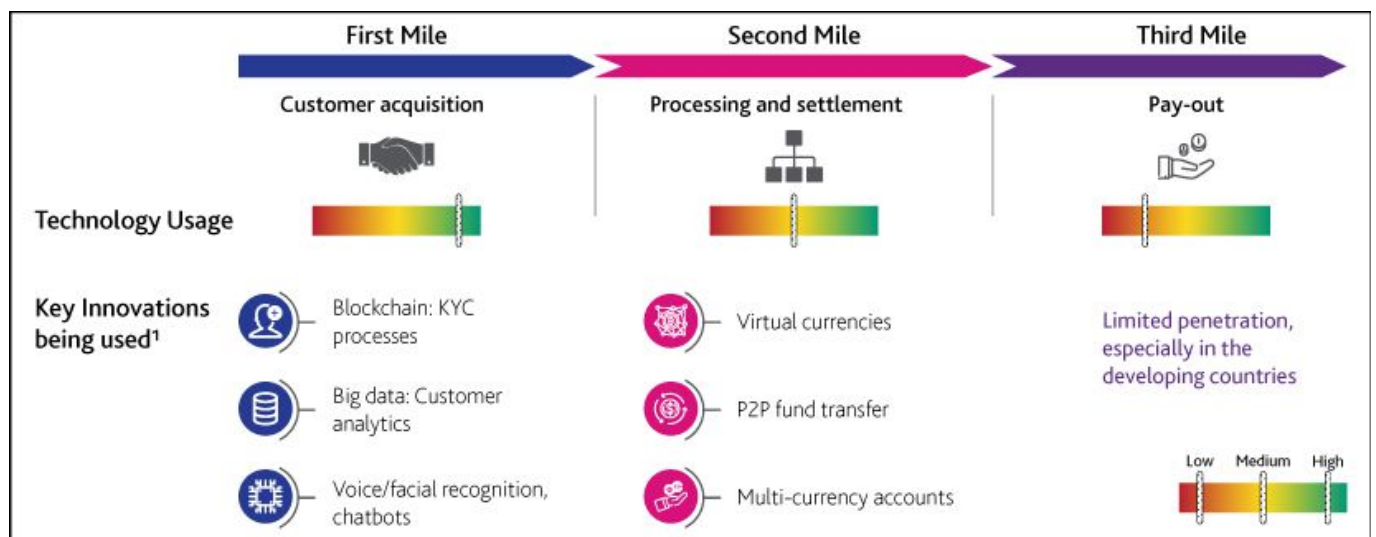 First Mile
Second Mile
Third Mile
Customer acquisition
Processing and settlement
Pay-out
Technology Usage
Key Innovations
being used¹
Blockchain: KYC
processes
Big data: Customer
analytics
Voice/facial recognition,
chatbots
Virtual currencies
P2P fund transfer
Multi-currency accounts
Limited penetration,
especially in the
developing countries
Low Medium High